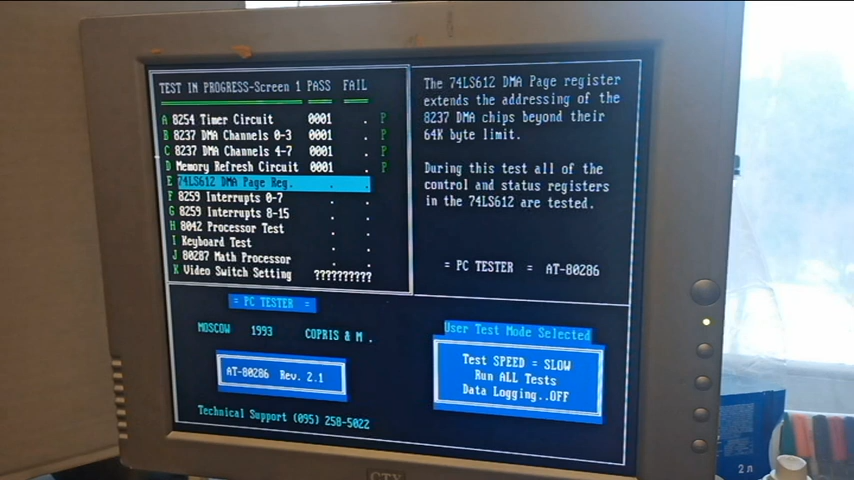 TEST IN PROGRESS-Screen 1 PASS FAIL
A 8254 Timer Circuit 0001 . P
B 8237 DMA Channels 0-3 0001 . P
C 8237 DMA Channels 4-7 0001 . P
D Memory Refresh Circuit 0001 . P
E 74LS612 DMA Page Reg. . .
F 8259 Interrupts 0-7 . .
G 8259 Interrupts 8-15 . .
H 8042 Processor Test . .
I Keyboard Test . .
J 80287 Math Processor . .
K Video Switch Setting ??????????
The 74LS612 DMA Page register
extends the addressing of the
8237 DMA chips beyond their
64K byte limit.
During this test all of the
control and status registers
in the 74LS612 are tested.
= PC TESTER = AT-80286
= PC TESTER =
MOSCOW 1993 COPRIS & M .
AT-80286 Rev. 2.1
Technical Support (095) 258-5022
User Test Mode Selected
Test SPEED = SLOW
Run ALL Tests
Data Logging..OFF
CTX
2 л